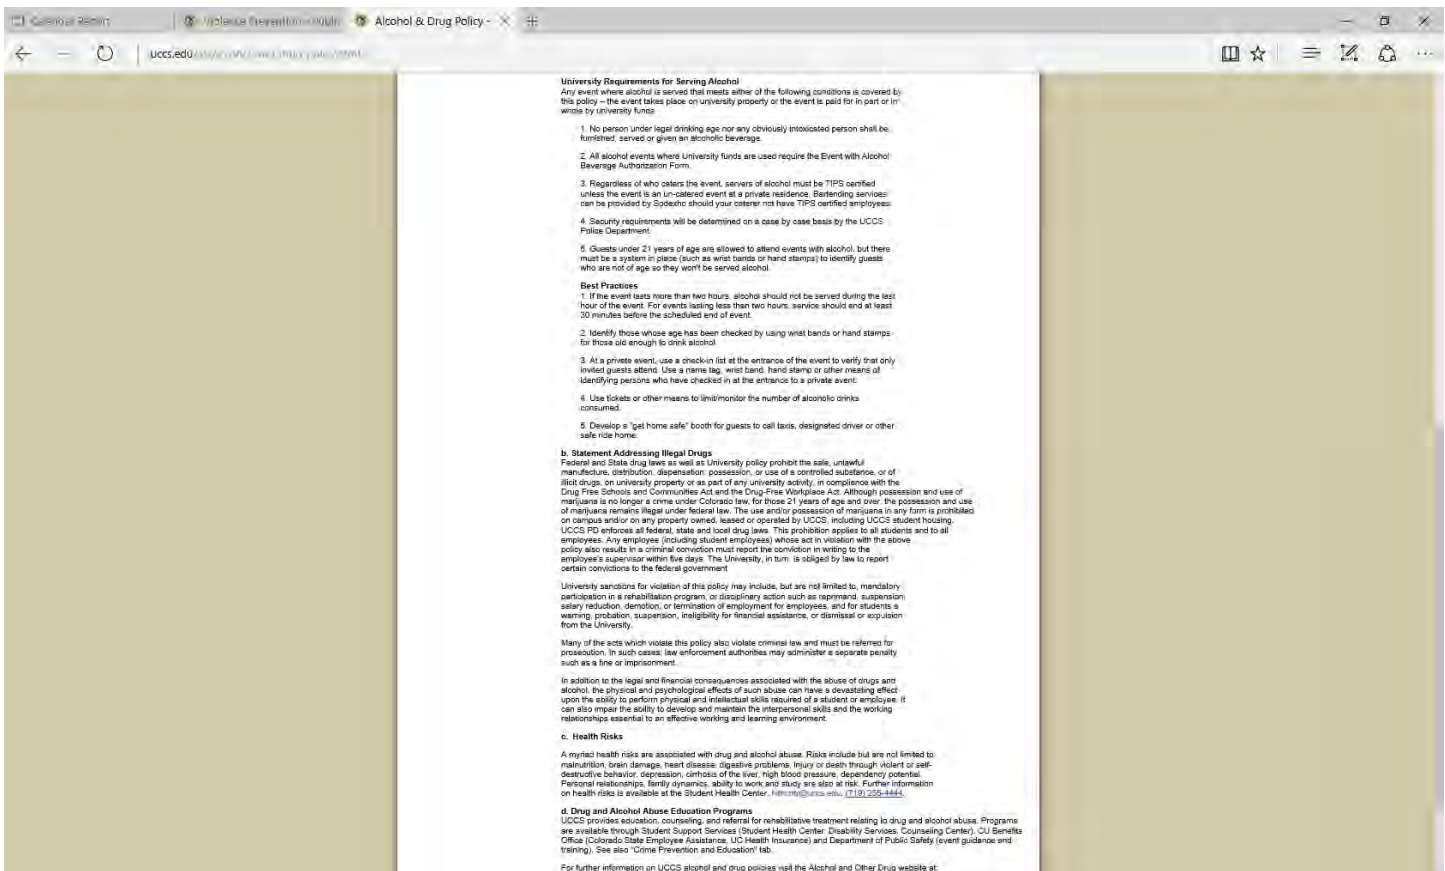 Calendar Report
Violence Prevention - Public
Alcohol & Drug Policy -
uccs.edu
University Requirements for Serving Alcohol
Any event where alcohol is served that meets either of the following conditions is covered by
this policy – the event takes place on university property or the event is paid for in part or in
whole by university funds
1. No person under legal drinking age nor any obviously intoxicated person shall be
furnished, served or given an alcoholic beverage.
2. All alcohol events where University funds are used require the Event with Alcohol
Beverage Authorization Form.
3. Regardless of who caters the event, servers of alcohol must be TIPS certified
unless the event is an un-catered event at a private residence. Bartending services
can be provided by Sodexho should your caterer not have TIPS certified employees.
4. Security requirements will be determined on a case by case basis by the UCCS
Police Department.
5. Guests under 21 years of age are allowed to attend events with alcohol, but there
must be a system in place (such as wrist bands or hand stamps) to identify guests
who are not of age so they won't be served alcohol.
Best Practices
1. If the event lasts more than two hours, alcohol should not be served during the last
hour of the event. For events lasting less than two hours, service should end at least
30 minutes before the scheduled end of event.
2. Identify those whose age has been checked by using wrist bands or hand stamps
for those old enough to drink alcohol
3. At a private event, use a check-in list at the entrance of the event to verify that only
invited guests attend. Use a name tag, wrist band, hand stamp or other means of
identifying persons who have checked in at the entrance to a private event.
4. Use tickets or other means to limit/monitor the number of alcoholic drinks
consumed.
5. Develop a "get home safe" booth for guests to call taxis, designated driver or other
safe ride home.
b. Statement Addressing Illegal Drugs
Federal and State drug laws as well as University policy prohibit the sale, unlawful
manufacture, distribution, dispensation, possession, or use of a controlled substance, or of
illicit drugs, on university property or as part of any university activity, in compliance with the
Drug Free Schools and Communities Act and the Drug-Free Workplace Act. Although possession and use of
marijuana is no longer a crime under Colorado law, for those 21 years of age and over, the possession and use
of marijuana remains illegal under federal law. The use and/or possession of marijuana in any form is prohibited
on campus and/or on any property owned, leased or operated by UCCS, including UCCS student housing.
UCCS PD enforces all federal, state and local drug laws. This prohibition applies to all students and to all
employees. Any employee (including student employees) whose act in violation with the above
policy also results in a criminal conviction must report the conviction in writing to the
employee's supervisor within five days. The University, in turn, is obliged by law to report
certain convictions to the federal government
University sanctions for violation of this policy may include, but are not limited to, mandatory
participation in a rehabilitation program, or disciplinary action such as reprimand, suspension,
salary reduction, demotion, or termination of employment for employees, and for students a
warning, probation, suspension, ineligibility for financial assistance, or dismissal or expulsion
from the University.
Many of the acts which violate this policy also violate criminal law and must be referred for
prosecution. In such cases, law enforcement authorities may administer a separate penalty
such as a fine or imprisonment.
In addition to the legal and financial consequences associated with the abuse of drugs and
alcohol, the physical and psychological effects of such abuse can have a devastating effect
upon the ability to perform physical and intellectual skills required of a student or employee. It
can also impair the ability to develop and maintain the interpersonal skills and the working
relationships essential to an effective working and learning environment.
c. Health Risks
A myried health risks are associated with drug and alcohol abuse. Risks include but are not limited to:
malnutrition, brain damage, heart disease, digestive problems, injury or death through violent or self-
destructive behavior, depression, cirrhosis of the liver, high blood pressure, dependency potential.
Personal relationships, family dynamics, ability to work and study are also at risk. Further information
on health risks is available at the Student Health Center, (719) 255-4444.
d. Drug and Alcohol Abuse Education Programs
UCCS provides education, counseling, and referral for rehabilitative treatment relating to drug and alcohol abuse. Programs
are available through Student Support Services (Student Health Center, Disability Services, Counseling Center), CU Benefits
Office (Colorado State Employee Assistance, UC Health Insurance) and Department of Public Safety (event guidance and
training). See also "Crime Prevention and Education" tab.
For further information on UCCS alcohol and drug policies visit the Alcohol and Other Drug website at: